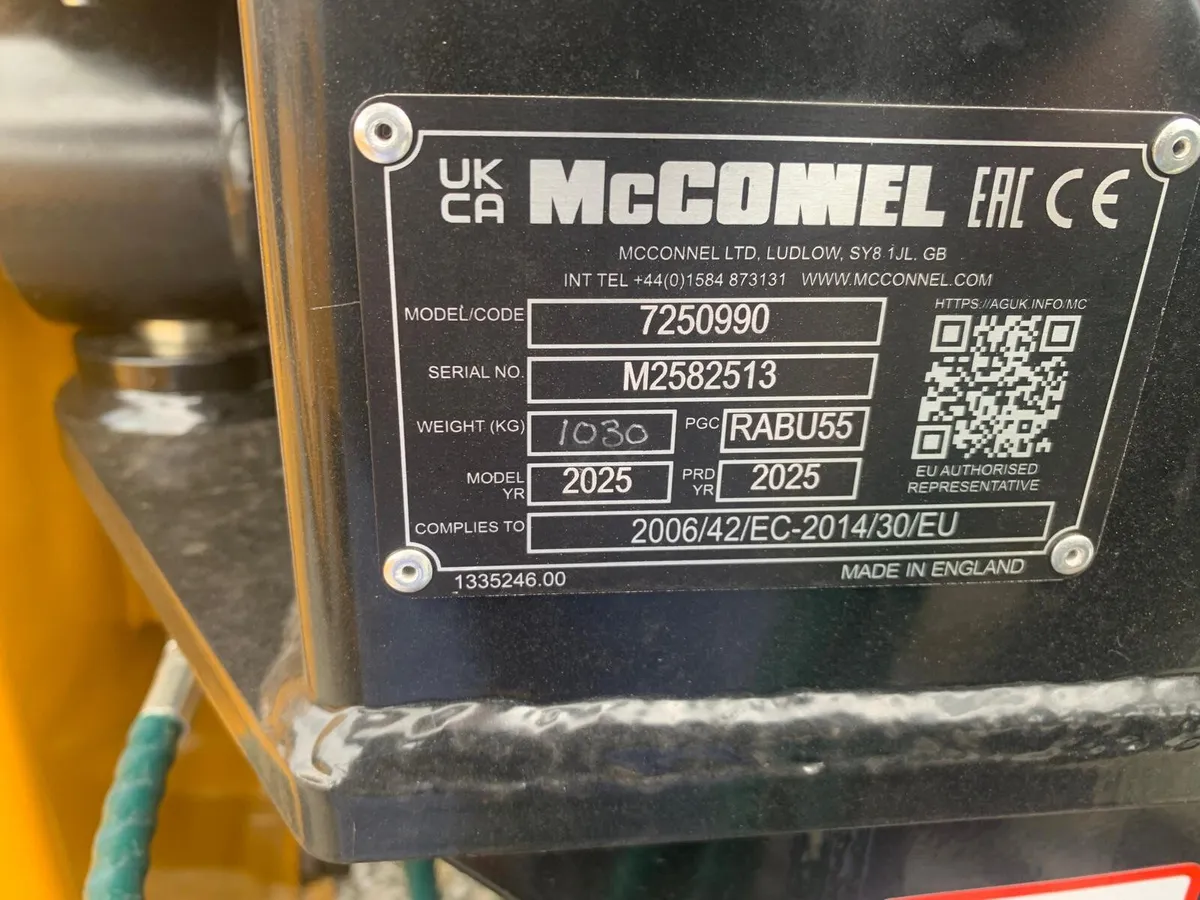 UK CA McCONNEL EAC CE
MCCONNEL LTD, LUDLOW, SY8 1JL. GB
INT TEL +44(0)1584 873131 WWW.MCCONNEL.COM
HTTPS://AGUK.INFO/MC
MODEL/CODE 7250990
SERIAL NO. M2582513
WEIGHT (KG) 1030 PGC RABU55
EU AUTHORISED
REPRESENTATIVE
MODEL YR 2025 PRD YR 2025
COMPLIES TO 2006/42/EC-2014/30/EU
1335246.00 MADE IN ENGLAND